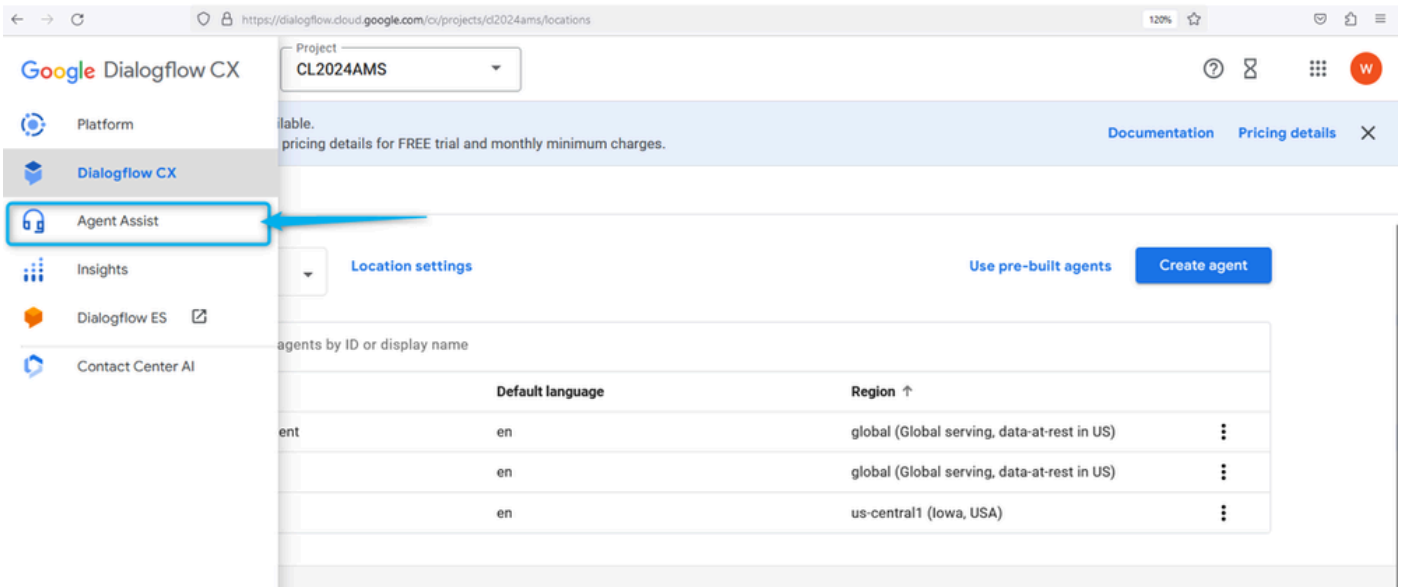 https://dialogflow.cloud.google.com/cx/projects/cl2024ams/locations
120%
Google Dialogflow CX
Project
CL2024AMS
W
Platform
ilable.
pricing details for FREE trial and monthly minimum charges.
Documentation
Pricing details
Dialogflow CX
Agent Assist
Insights
Location settings
Use pre-built agents
Create agent
Dialogflow ES
agents by ID or display name
Contact Center AI
Default language
Region
ent
en
global (Global serving, data-at-rest in US)
en
global (Global serving, data-at-rest in US)
en
us-central1 (Iowa, USA)